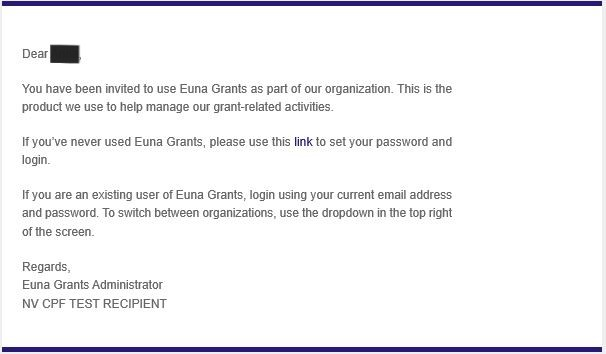 Dear ,
You have been invited to use Euna Grants as part of our organization. This is the
product we use to help manage our grant-related activities.
If you’ve never used Euna Grants, please use this link to set your password and
login.
If you are an existing user of Euna Grants, login using your current email address
and password. To switch between organizations, use the dropdown in the top right
of the screen.
Regards,
Euna Grants Administrator
NV CPF TEST RECIPIENT